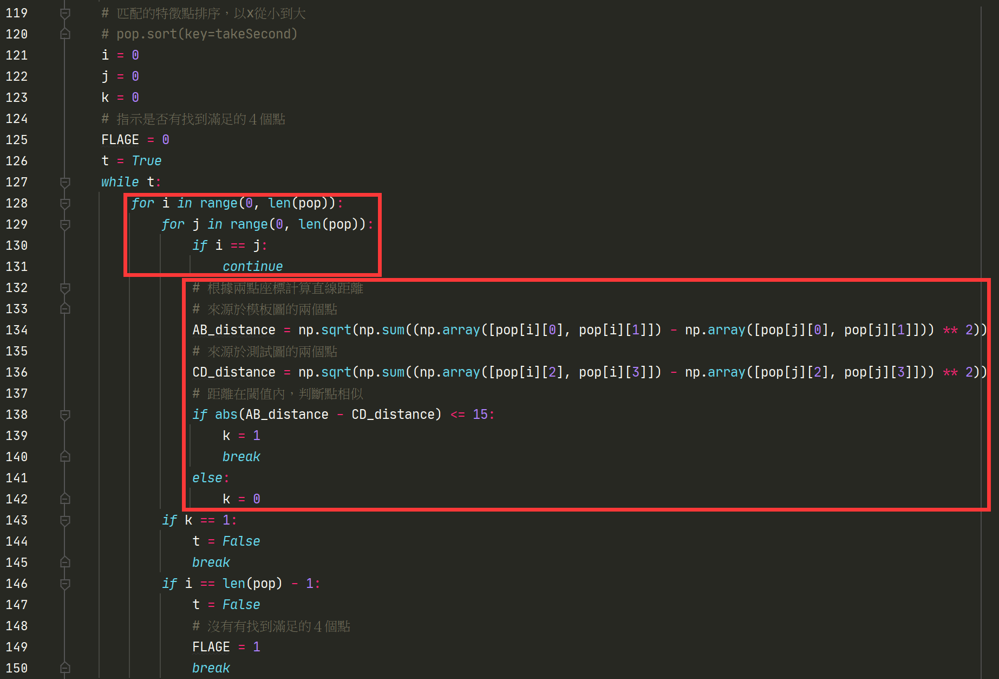 119 # 匹配的特徵點排序，以x從小到大
120 # pop.sort(key=takeSecond)
121 i = 0
122 j = 0
123 k = 0
124 # 指示是否有找到滿足的４個點
125 FLAGE = 0
126 t = True
127 while t:
128 for i in range(0, len(pop)):
129 for j in range(0, len(pop)):
130 if i == j:
131 continue
132 # 根據兩點座標計算直線距離
133 # 來源於模板圖的兩個點
134 AB_distance = np.sqrt(np.sum((np.array([pop[i][0], pop[i][1]]) - np.array([pop[j][0], pop[j][1]])) ** 2))
135 # 來源於測試圖的兩個點
136 CD_distance = np.sqrt(np.sum((np.array([pop[i][2], pop[i][3]]) - np.array([pop[j][2], pop[j][3]])) ** 2))
137 # 距離在閾值內，判斷點相似
138 if abs(AB_distance - CD_distance) <= 15:
139 k = 1
140 break
141 else:
142 k = 0
143 if k == 1:
144 t = False
145 break
146 if i == len(pop) - 1:
147 t = False
148 # 沒有有找到滿足的４個點
149 FLAGE = 1
150 break